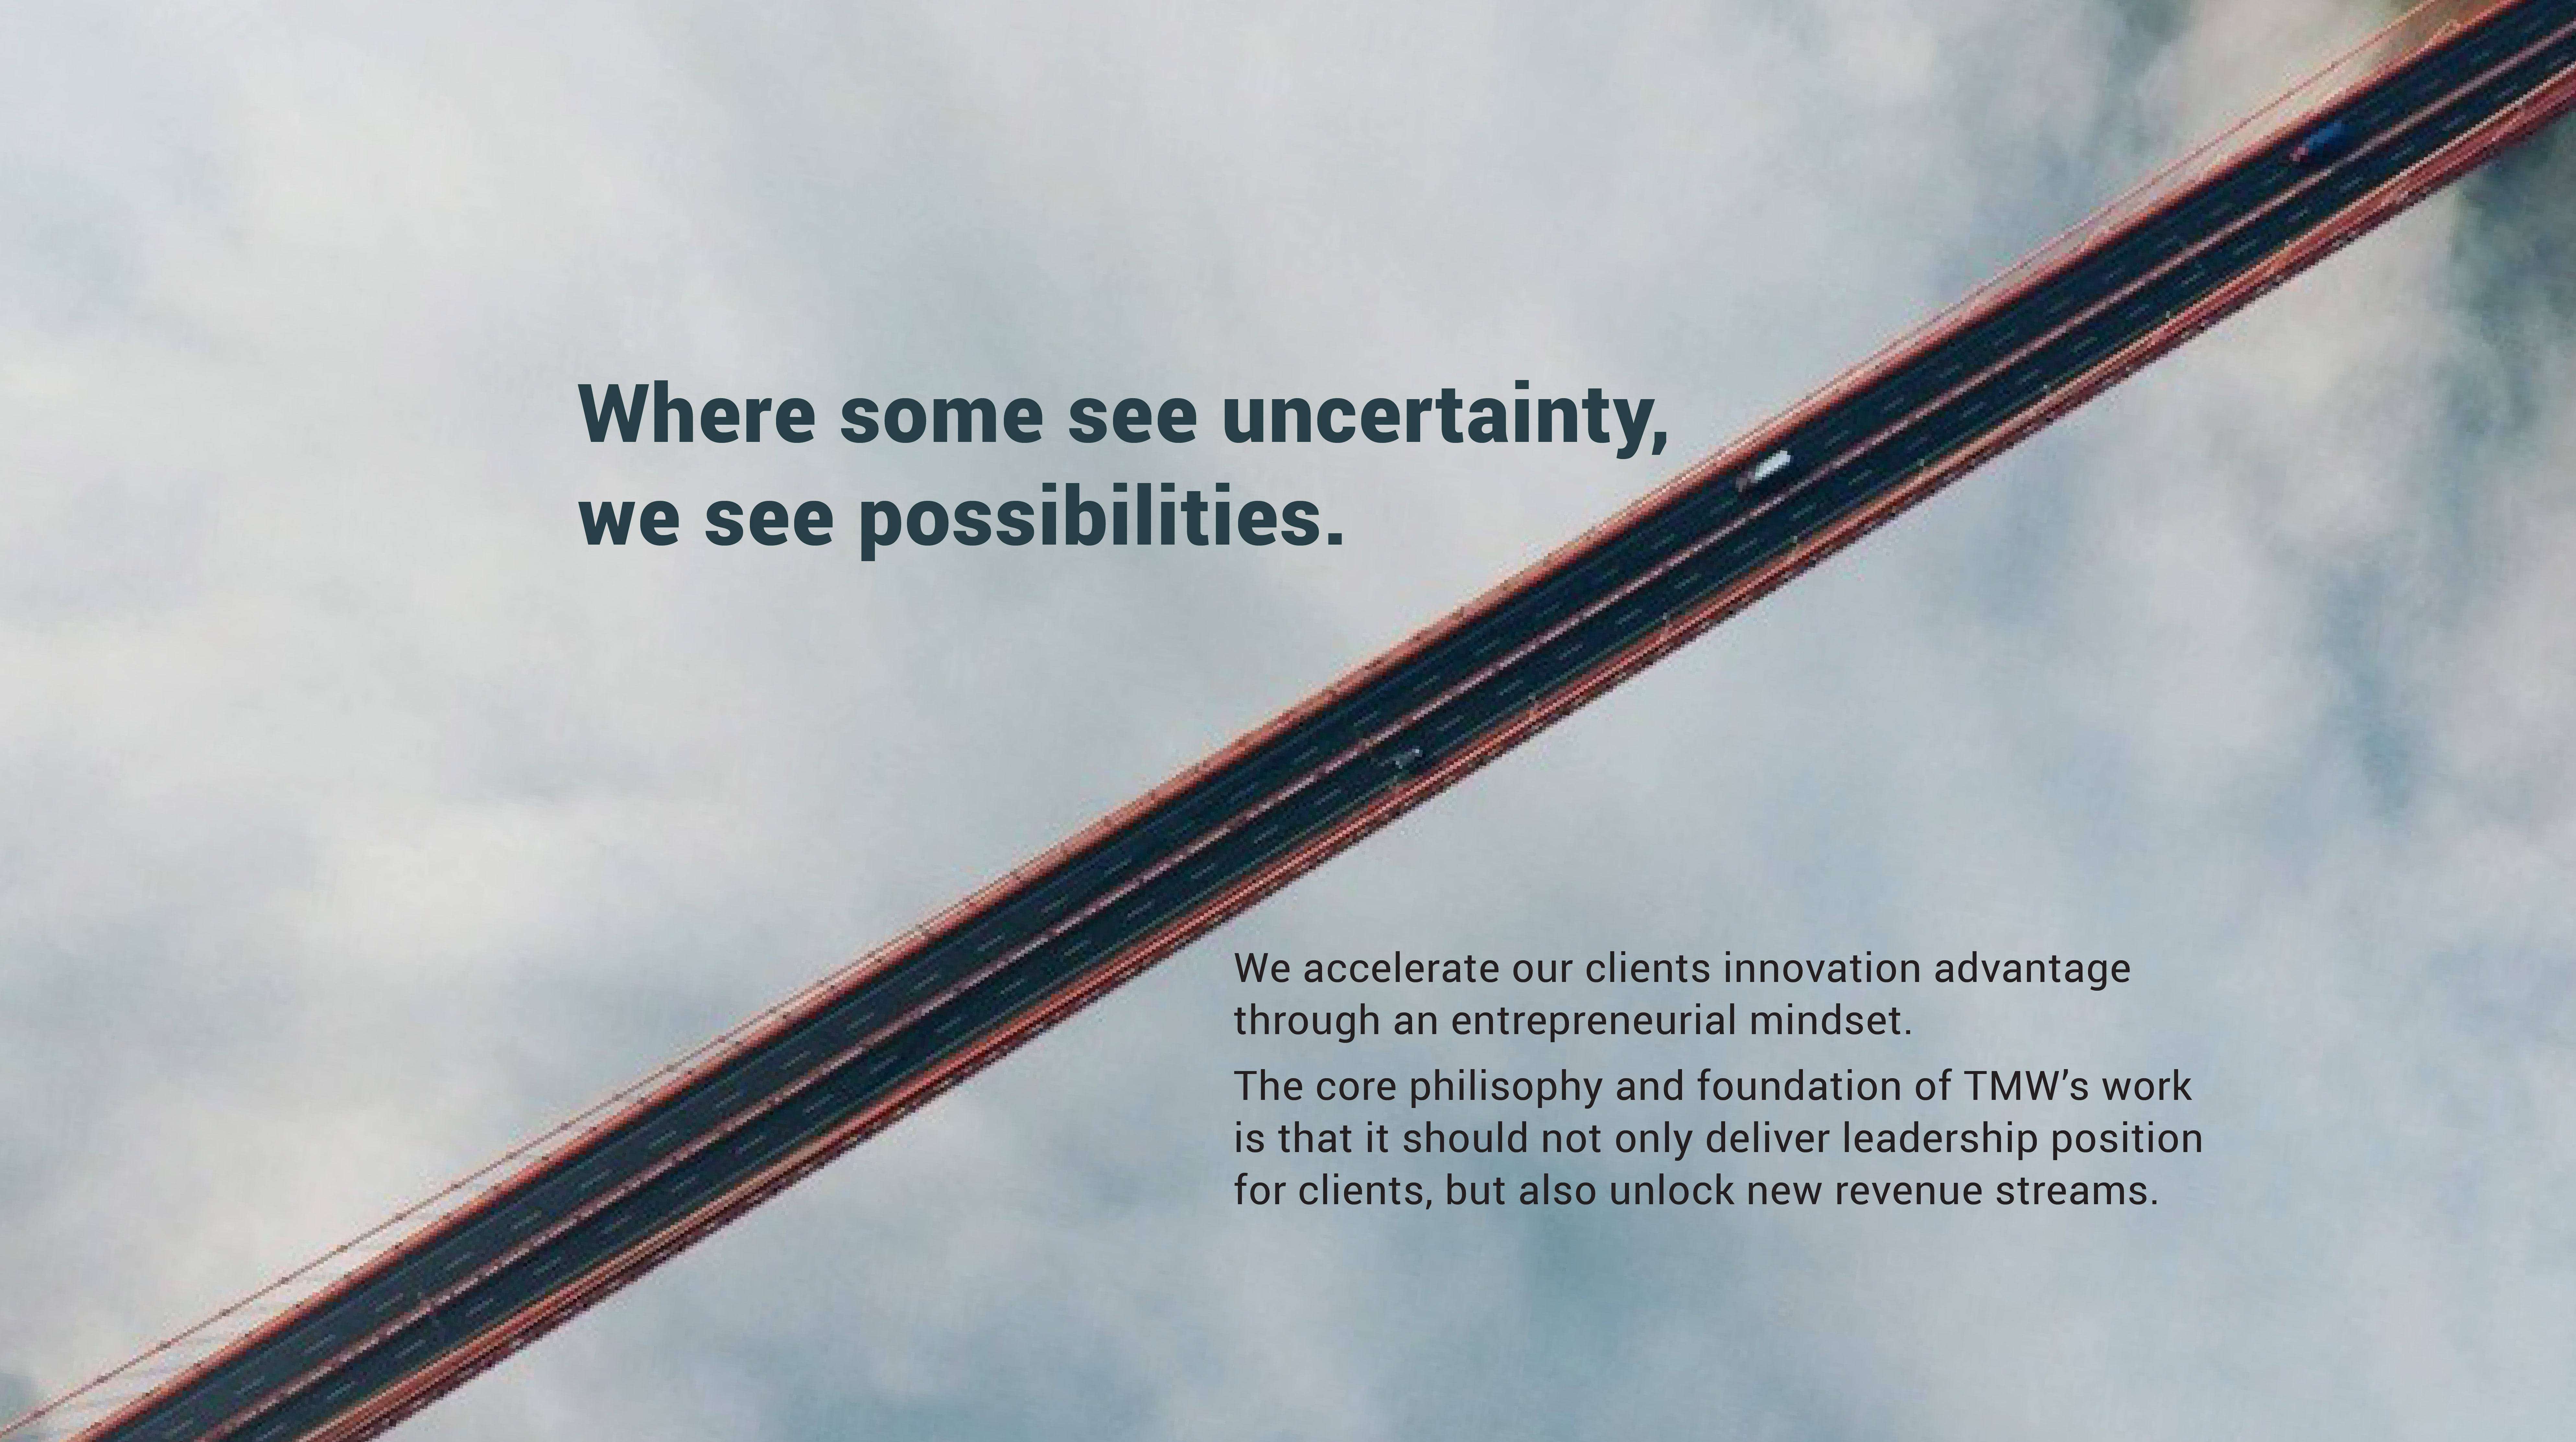 Where some see uncertainty,
we see possibilities.
We accelerate our clients innovation advantage
through an entrepreneurial mindset.
The core philisophy and foundation of TMW’s work
is that it should not only deliver leadership position
for clients, but also unlock new revenue streams.